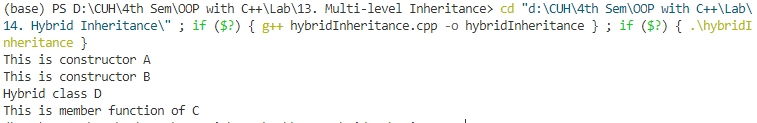 (base) PS D:\CUH\4th Sem\OOP with C++\Lab\13. Multi-level Inheritance> cd "d:\CUH\4th Sem\OOP with C++\Lab\
14. Hybrid Inheritance\" ; if ($?) { g++ hybridInheritance.cpp -o hybridInheritance } ; if ($?) { .\hybridI
nheritance }
This is constructor A
This is constructor B
Hybrid class D
This is member function of C